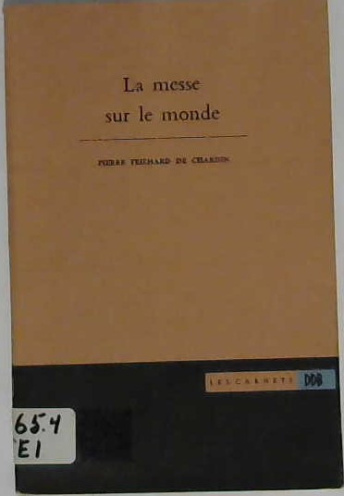 La messe
sur le monde
PIERRE TEILHARD DE CHARDIN
LES CARNETS DDB
65.4
E1